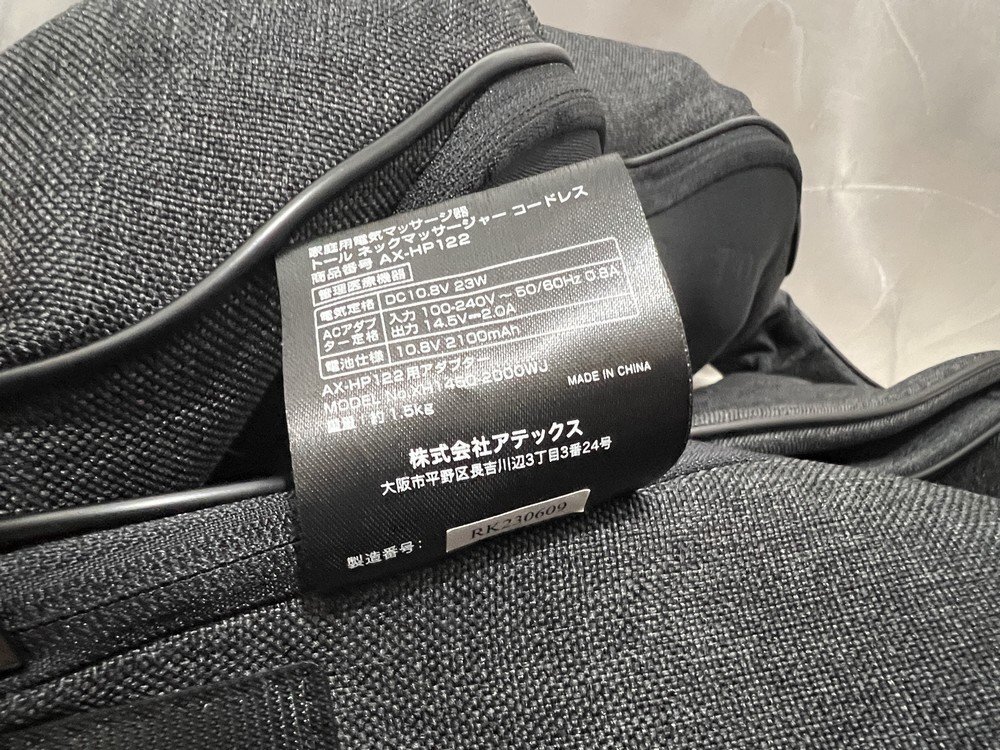 家庭用電気マッサージ器
トール ネックマッサージャー コードレス
商品番号 AX-HP122
管理医療機器
電気定格 DC10.8V 23W
ACアダプター定格 入力 100-240V～50/60Hz 0.8A
出力 14.5V⎓2.0A
電池仕様 10.8V 2100mAh
AX-HP122用アダプター
MODEL No.XH1450-2000WJ
重量：約1.5kg
MADE IN CHINA
株式会社アテックス
大阪市平野区長吉川辺3丁目3番24号
製造番号：RK230609